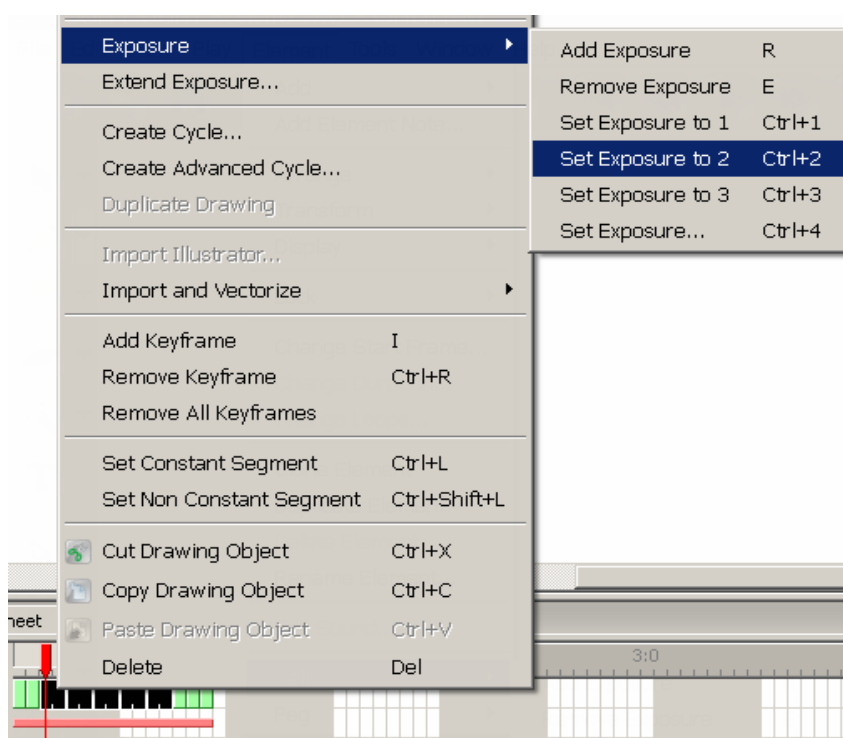 Exposure
Extend Exposure...
Create Cycle...
Create Advanced Cycle...
Duplicate Drawing
Import Illustrator...
Import and Vectorize
Add Keyframe I
Remove Keyframe Ctrl+R
Remove All Keyframes
Set Constant Segment Ctrl+L
Set Non Constant Segment Ctrl+Shift+L
Cut Drawing Object Ctrl+X
Copy Drawing Object Ctrl+C
Paste Drawing Object Ctrl+V
Delete Del
Add Exposure R
Remove Exposure E
Set Exposure to 1 Ctrl+1
Set Exposure to 2 Ctrl+2
Set Exposure to 3 Ctrl+3
Set Exposure... Ctrl+4
heet
3:0